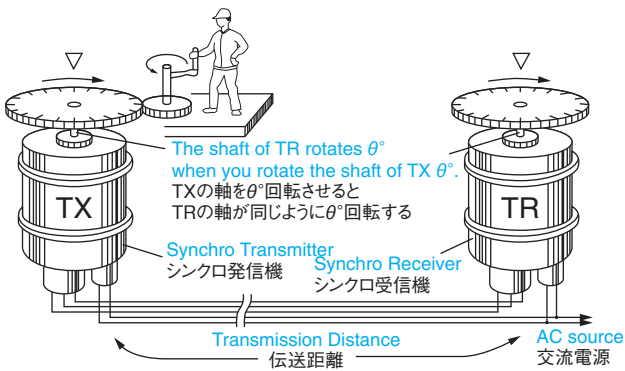 The shaft of TR rotates θ°
when you rotate the shaft of TX θ°.
TXの軸をθ°回転させると
TRの軸が同じようにθ°回転する
TX
TR
Synchro Transmitter
シンクロ発信機
Synchro Receiver
シンクロ受信機
Transmission Distance
伝送距離
AC source
交流電源